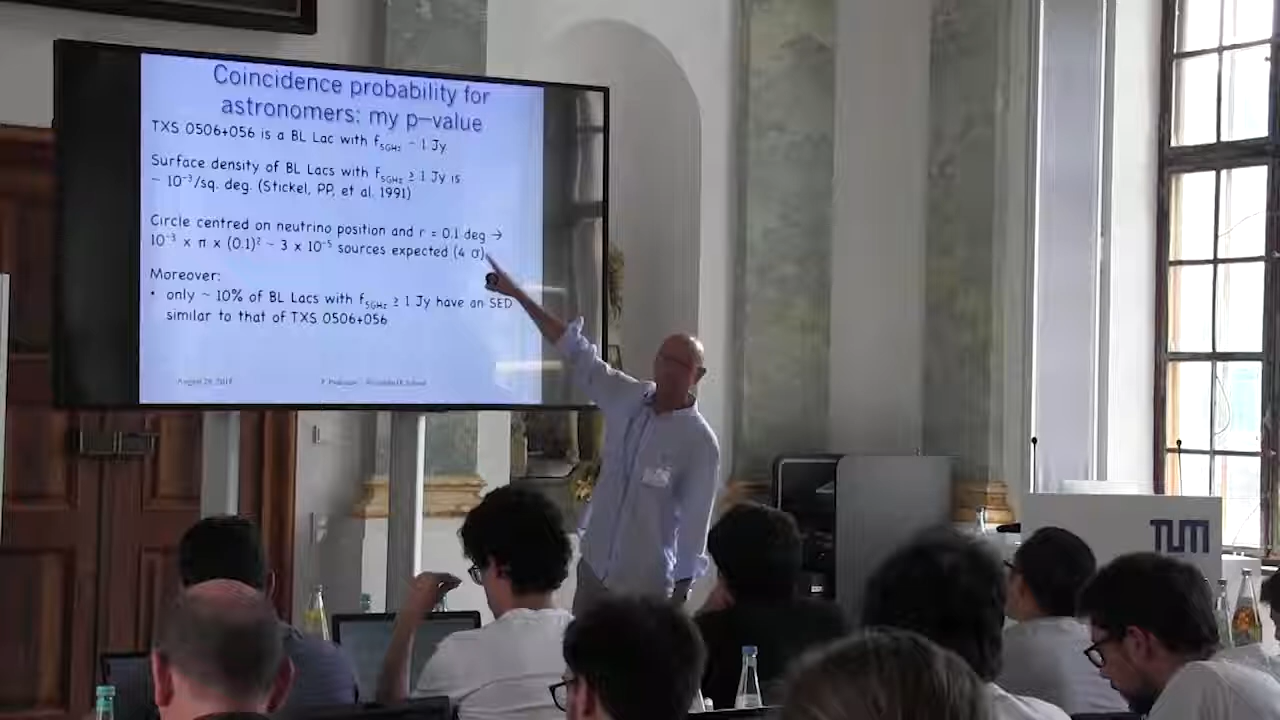 Coincidence probability for
astronomers: my p-value
TXS 0506+056 is a BL Lac with f5GHz ~ 1 Jy
Surface density of BL Lacs with f5GHz ≥ 1 Jy is
~ 10⁻³/sq. deg. (Stickel, PP, et al. 1991)
Circle centred on neutrino position and r = 0.1 deg →
10⁻³ x π x (0.1)² ~ 3 x 10⁻⁵ sources expected (4 σ)
Moreover:
• only ~ 10% of BL Lacs with f5GHz ≥ 1 Jy have an SED
similar to that of TXS 0506+056
August
TUM